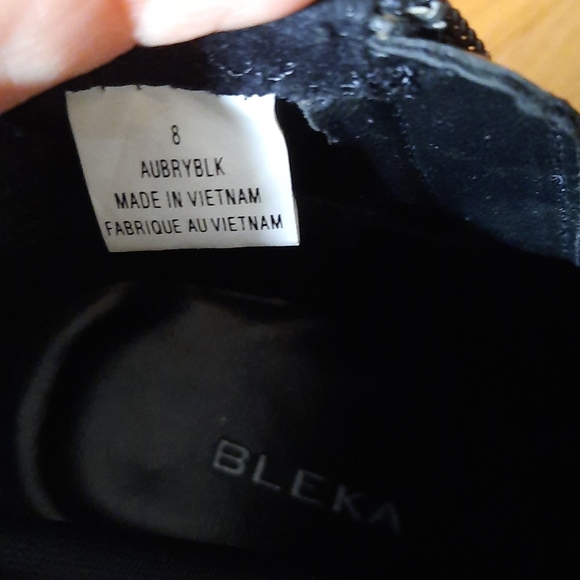 8
AUBRYBLK
MADE IN VIETNAM
FABRIQUE AU VIETNAM
BLEKA